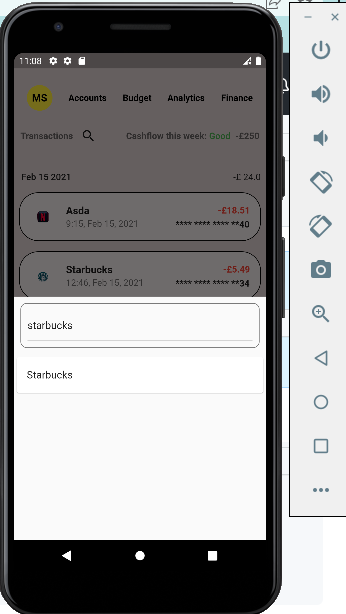 11:08
MS Accounts Budget Analytics Finance
Transactions Cashflow this week: Good -£250
Feb 15 2021 -£24.0
Asda -£18.51
9:15, Feb 15, 2021 **** **** **** **40
Starbucks -£5.49
12:46, Feb 15, 2021 **** **** **** **34
starbucks
Starbucks